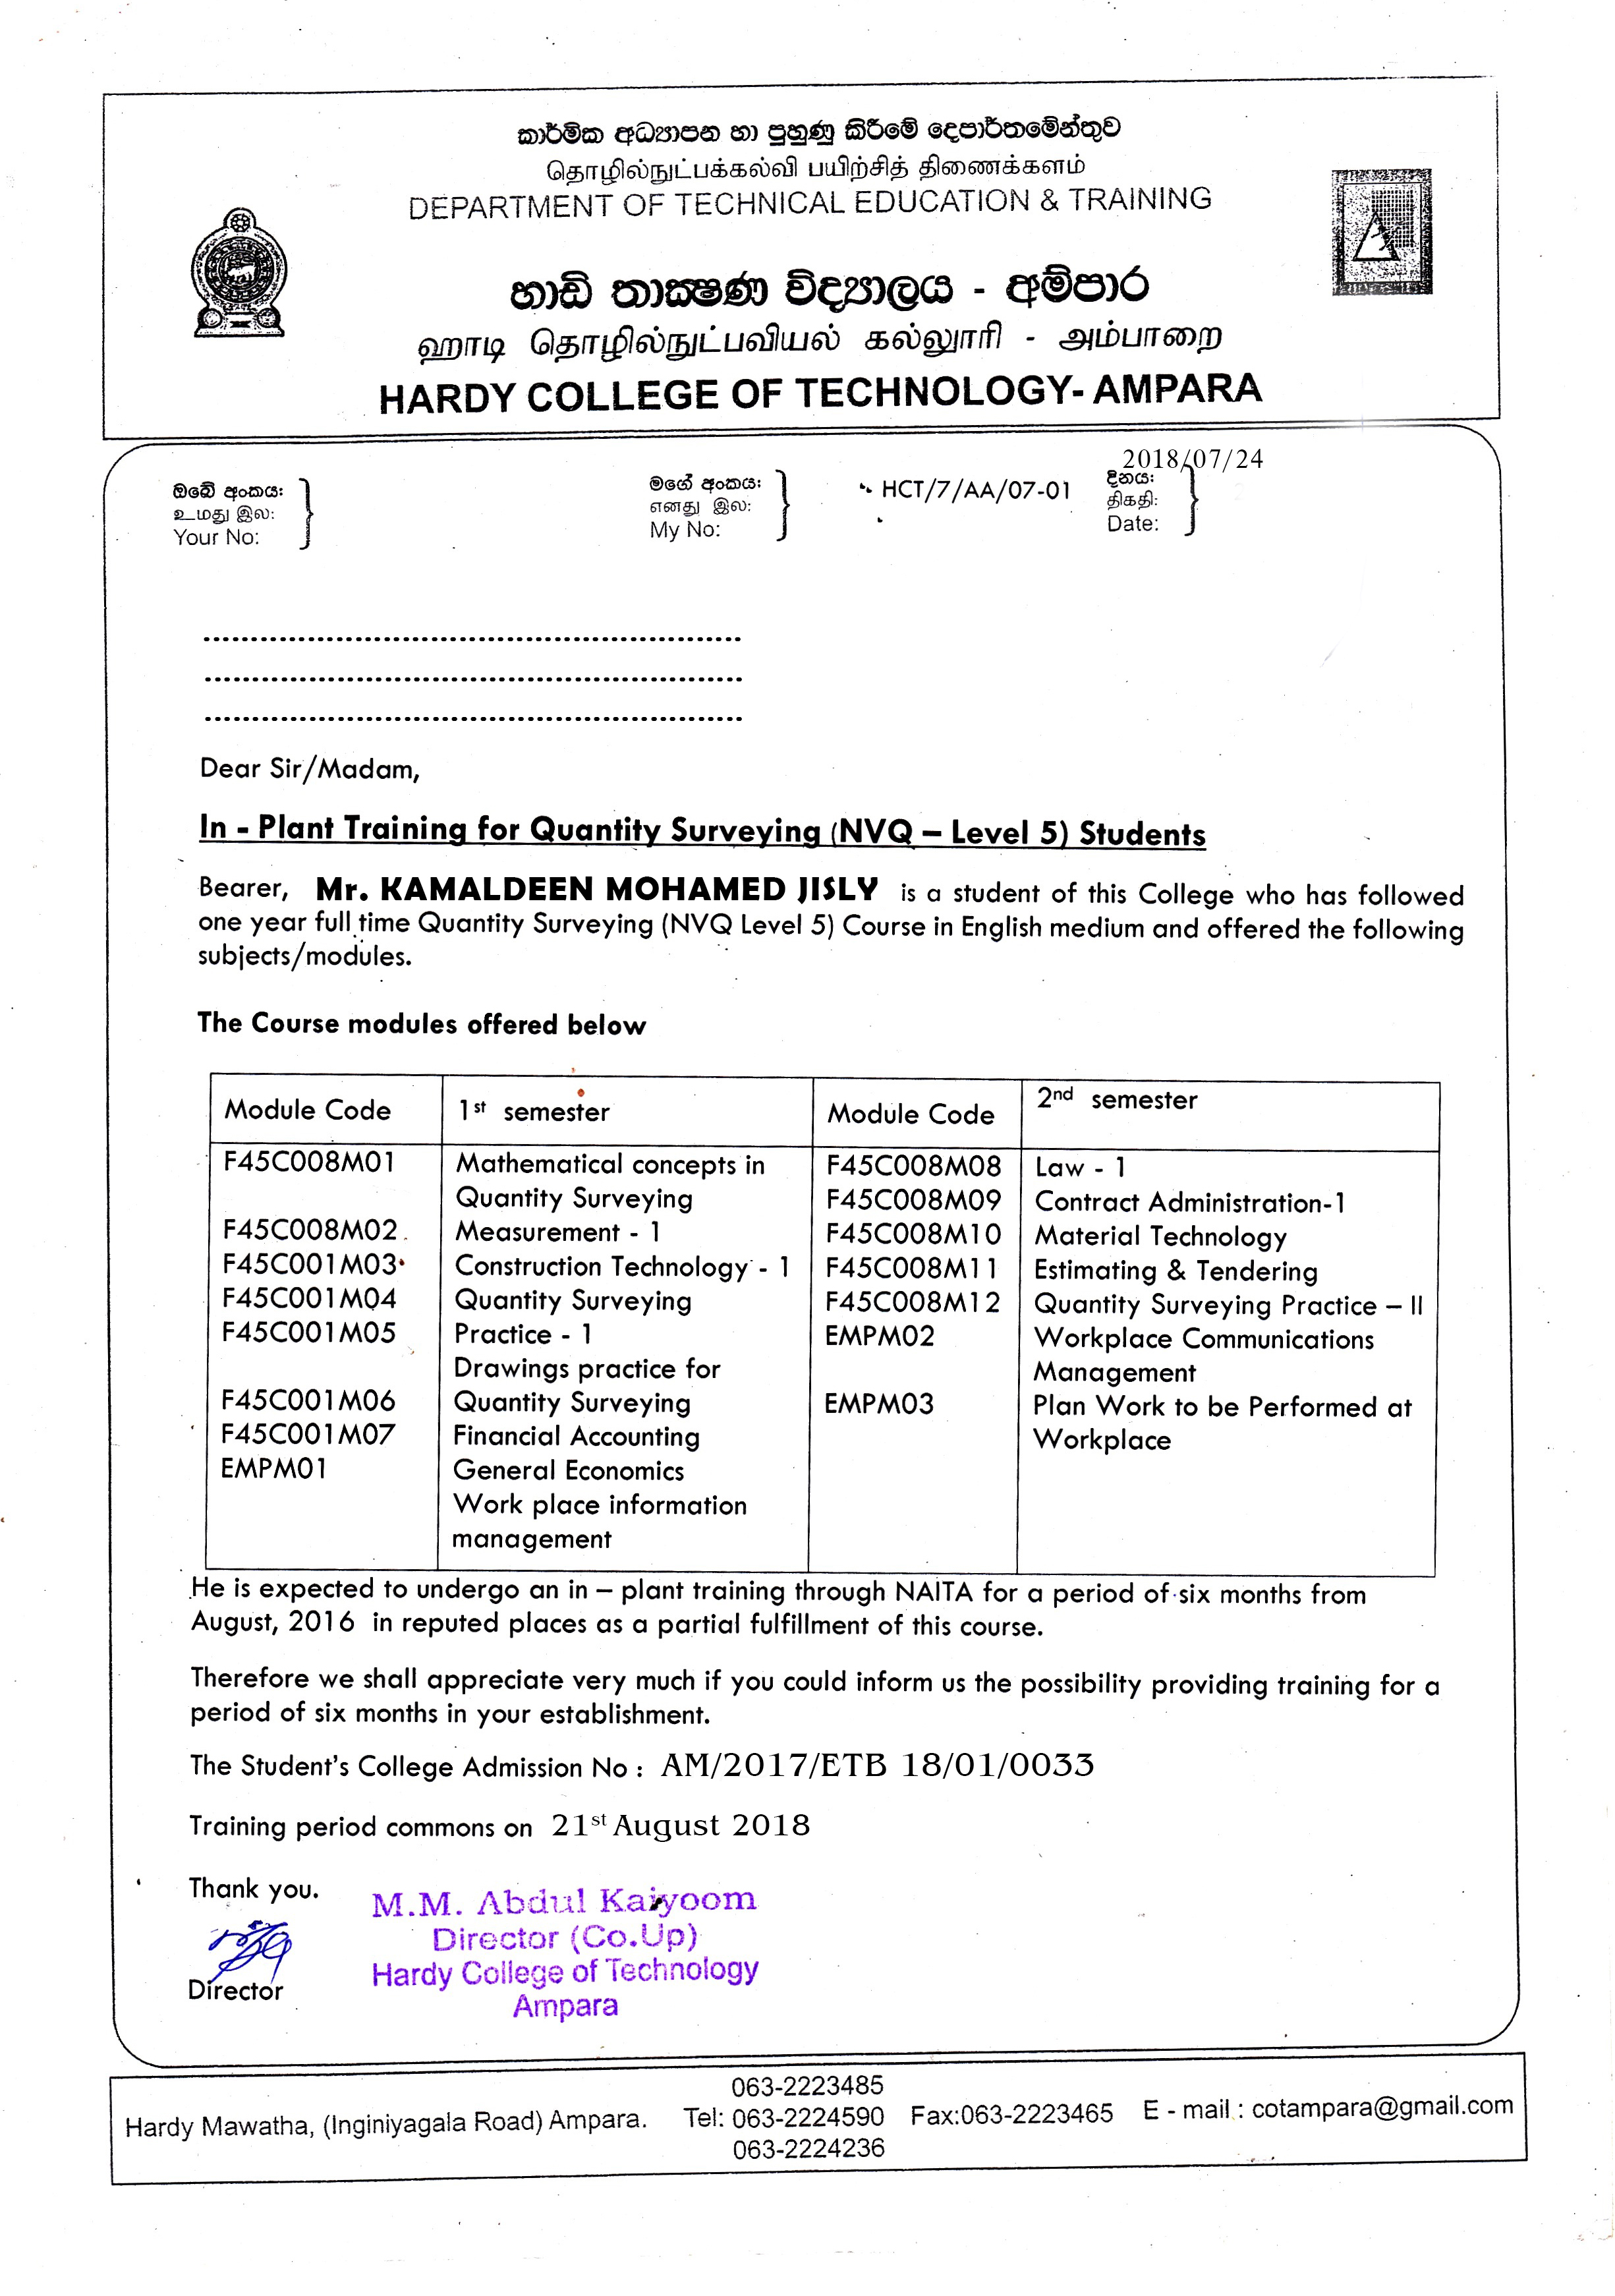 කාර්මික අධ්‍යාපන හා පුහුණු කිරීමේ දෙපාර්තමේන්තුව
தொழில்நுட்பக்கல்வி பயிற்சித் திணைக்களம்
DEPARTMENT OF TECHNICAL EDUCATION & TRAINING
හාඩි තාක්ෂණ විද්‍යාලය - අම්පාර
ஹாடி தொழில்நுட்பவியல் கல்லூரி - அம்பாறை
HARDY COLLEGE OF TECHNOLOGY- AMPARA
2018/07/24
ඔබේ අංකය:
உமது இல:
Your No:
මගේ අංකය:
எனது இல:
My No:
HCT/7/AA/07-01
දිනය:
திகதி:
Date:
........................................................
........................................................
........................................................
Dear Sir/Madam,
In - Plant Training for Quantity Surveying (NVQ – Level 5) Students
Bearer, Mr. KAMALDEEN MOHAMED JISLY is a student of this College who has followed
one year full time Quantity Surveying (NVQ Level 5) Course in English medium and offered the following
subjects/modules.
The Course modules offered below
Module Code 1st semester Module Code 2nd semester
F45C008M01 Mathematical concepts in F45C008M08 Law - 1
Quantity Surveying F45C008M09 Contract Administration-1
F45C008M02 Measurement - 1 F45C008M10 Material Technology
F45C001M03 Construction Technology - 1 F45C008M11 Estimating & Tendering
F45C001M04 Quantity Surveying F45C008M12 Quantity Surveying Practice – II
F45C001M05 Practice - 1 EMPM02 Workplace Communications
Drawings practice for Management
F45C001M06 Quantity Surveying EMPM03 Plan Work to be Performed at
F45C001M07 Financial Accounting Workplace
EMPM01 General Economics
Work place information
management
He is expected to undergo an in – plant training through NAITA for a period of six months from
August, 2016 in reputed places as a partial fulfillment of this course.
Therefore we shall appreciate very much if you could inform us the possibility providing training for a
period of six months in your establishment.
The Student's College Admission No : AM/2017/ETB 18/01/0033
Training period commons on 21st August 2018
Thank you.
M.M. Abdul Kaiyoom
Director (Co.Up)
Hardy College of Technology
Ampara
Director
063-2223485
Hardy Mawatha, (Inginiyagala Road) Ampara. Tel: 063-2224590 Fax:063-2223465 E - mail : cotampara@gmail.com
063-2224236